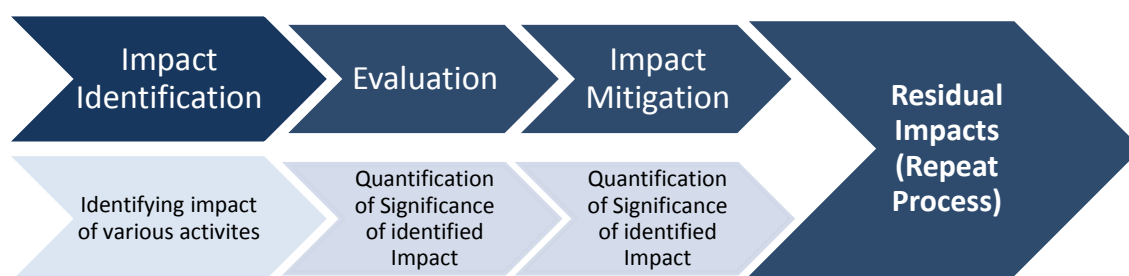 Impact
Identification
Evaluation
Impact
Mitigation
Residual
Impacts
(Repeat
Process)
Identifying impact
of various activites
Quantification
of Significance
of identified
Impact
Quantification
of Significance
of identified
Impact